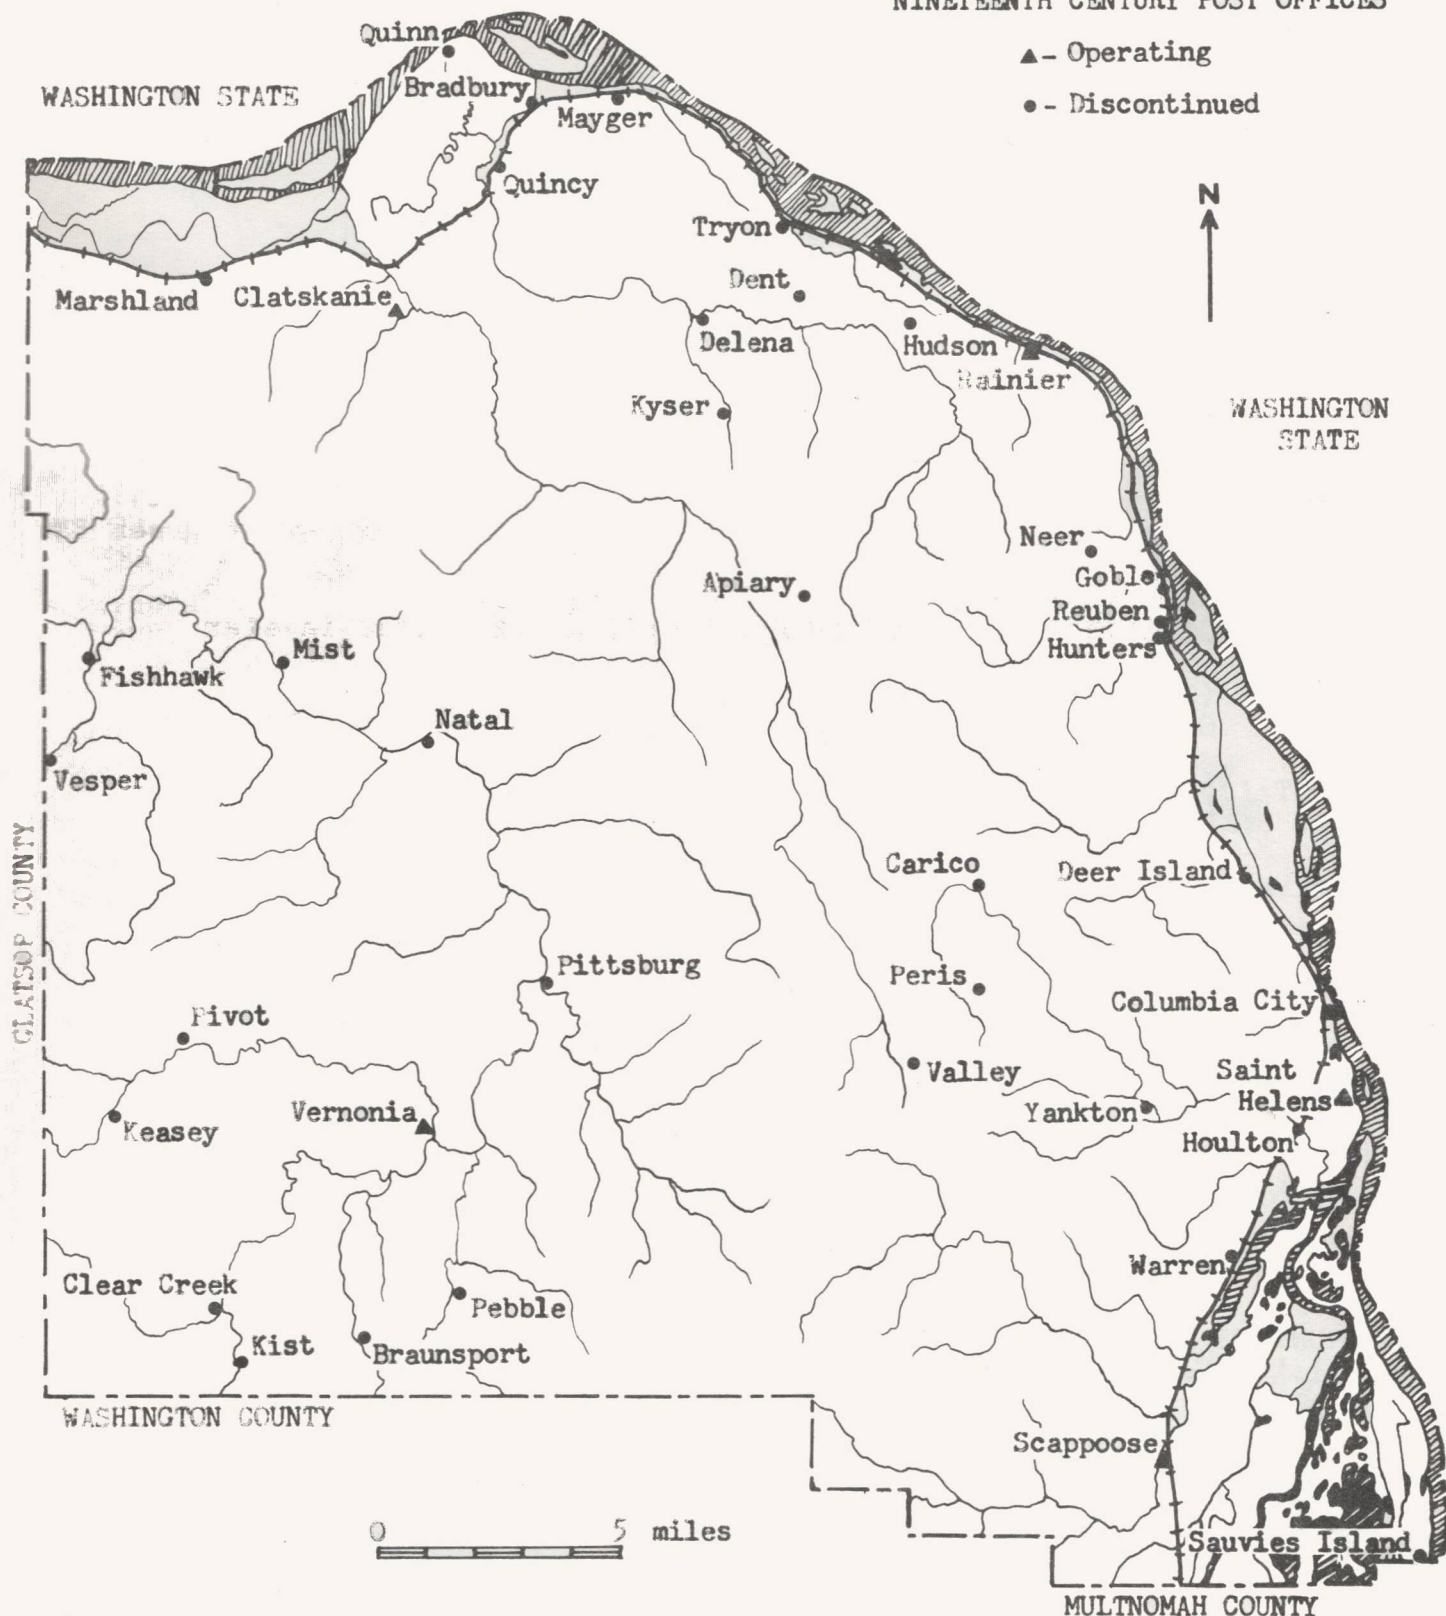 NINETEENTH CENTURY POST OFFICES
▲ - Operating
● - Discontinued
Quinn
WASHINGTON STATE
Bradbury
Mayger
Quincy
N
Tryon
Dent
Marshland
Clatskanie
Delena
Hudson
Rainier
Kyser
WASHINGTON
STATE
Neer
Goble
Apiary
Reuben
Hunters
Mist
Fishhawk
Natal
Vesper
CLATSOP COUNTY
Carico
Deer Island
Pittsburg
Peris
Columbia City
Pivot
Valley
Saint
Helens
Yankton
Vernonia
Keasey
Houlton
Warren
Clear Creek
Pebble
Kist
Braunsport
WASHINGTON COUNTY
Scappoose
0 5 miles
Sauvies Island
MULTNOMAH COUNTY